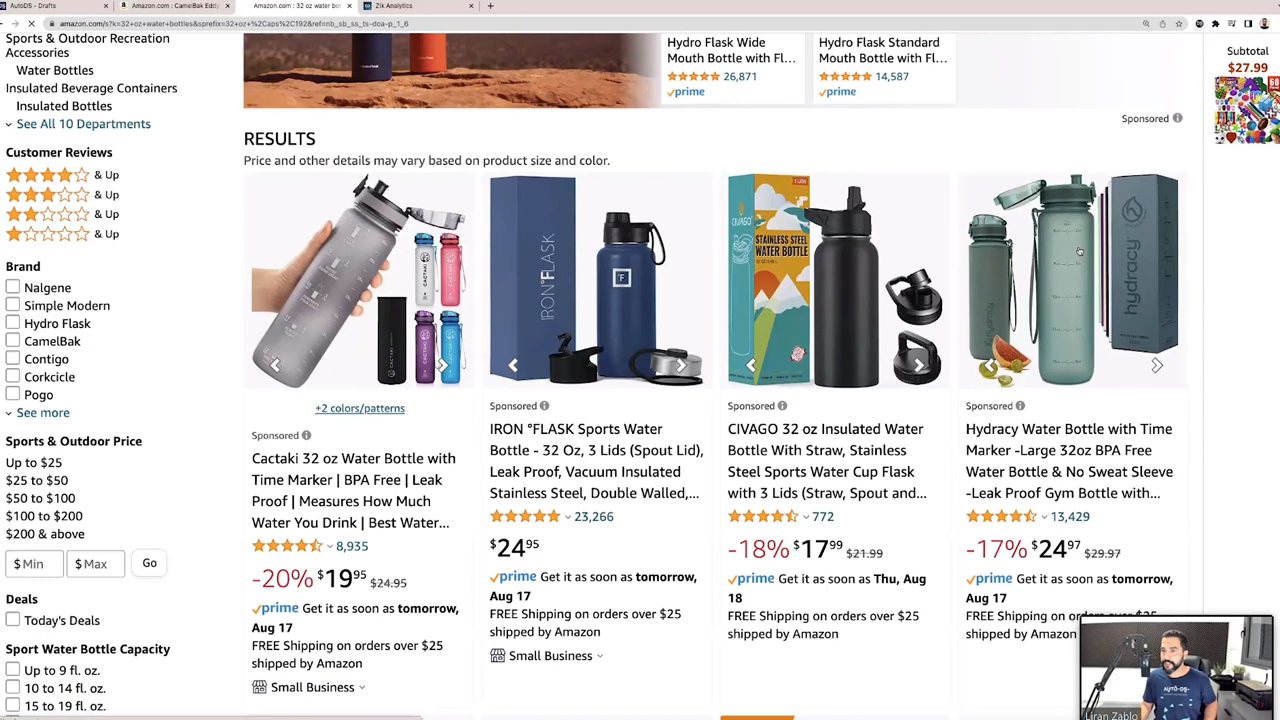 AutoDS - Drafts
Amazon.com : CamelBak Eddy
Amazon.com : 32 oz water bo
Zik Analytics
amazon.com/s?k=32+oz+water+bottles&sprefix=32+oz+%2Caps%2C192&ref=nb_sb_ss_ts-doa-p_1_6
Sports & Outdoor Recreation
Accessories
Water Bottles
Insulated Beverage Containers
Insulated Bottles
See All 10 Departments
Customer Reviews
& Up
& Up
& Up
& Up
Brand
Nalgene
Simple Modern
Hydro Flask
CamelBak
Contigo
Corkcicle
Pogo
See more
Sports & Outdoor Price
Up to $25
$25 to $50
$50 to $100
$100 to $200
$200 & above
$ Min
$ Max
Go
Deals
Today's Deals
Sport Water Bottle Capacity
Up to 9 fl. oz.
10 to 14 fl. oz.
15 to 19 fl. oz.
Hydro Flask Wide
Mouth Bottle with Fl...
26,871
prime
Hydro Flask Standard
Mouth Bottle with Fl...
14,587
prime
Sponsored
Subtotal
$27.99
RESULTS
Price and other details may vary based on product size and color.
CACTAKI
+2 colors/patterns
Sponsored
Cactaki 32 oz Water Bottle with
Time Marker | BPA Free | Leak
Proof | Measures How Much
Water You Drink | Best Water...
8,935
-20% $19 95 $24.95
prime Get it as soon as tomorrow,
Aug 17
FREE Shipping on orders over $25
shipped by Amazon
Small Business
IRON °FLASK
Sponsored
IRON °FLASK Sports Water
Bottle - 32 Oz, 3 Lids (Spout Lid),
Leak Proof, Vacuum Insulated
Stainless Steel, Double Walled,...
23,266
$24 95
prime Get it as soon as tomorrow,
Aug 17
FREE Shipping on orders over $25
shipped by Amazon
Small Business
3 LIDS
CIVAGO
STAINLESS STEEL
WATER BOTTLE
Sponsored
CIVAGO 32 oz Insulated Water
Bottle With Straw, Stainless
Steel Sports Water Cup Flask
with 3 Lids (Straw, Spout and...
772
-18% $17 99 $21.99
prime Get it as soon as Thu, Aug
18
FREE Shipping on orders over $25
shipped by Amazon
hydracy
Sponsored
Hydracy Water Bottle with Time
Marker -Large 32oz BPA Free
Water Bottle & No Sweat Sleeve
-Leak Proof Gym Bottle with...
13,429
-17% $24 97 $29.97
prime Get it as soon as tomorrow,
Aug 17
FREE Shipping on orders over $25
shipped by Amazon
AUTO-DS
Liran Zablo